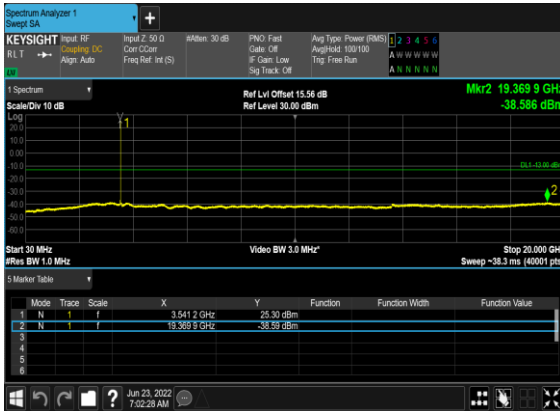 Spectrum Analyzer 1
Swept SA
+
KEYSIGHT Input: RF Input Z: 50 Ω #Atten: 30 dB PNO: Fast Avg Type: Power (RMS) 1 2 3 4 5 6
RLT Coupling: DC Corr CCorr Gate: Off Avg|Hold: 100/100 A W W W W W
Align: Auto Freq Ref: Int (S) IF Gain: Low Trig: Free Run
Sig Track: Off A N N N N N
1 Spectrum Ref Lvl Offset 15.56 dB Mkr2 19.369 9 GHz
Scale/Div 10 dB Ref Level 30.00 dBm -38.586 dBm
Log
20.0
10.0
0.00
-10.0 DL1 -13.00 dBm
-20.0
-30.0
-40.0
-50.0
-60.0
1
2
Start 30 MHz Video BW 3.0 MHz* Stop 20.000 GHz
#Res BW 1.0 MHz Sweep ~38.3 ms (40001 pts)
5 Marker Table
Mode Trace Scale X Y Function Function Width Function Value
1 N 1 f 3.541 2 GHz 25.30 dBm
2 N 1 f 19.369 9 GHz -38.59 dBm
3
4
5
6
? Jun 23, 2022
7:02:28 AM